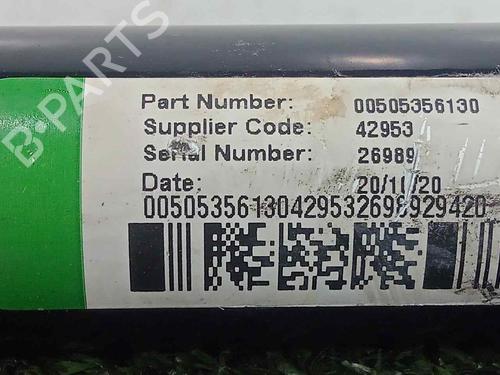 B-PARTS
Part Number: 00505356130
Supplier Code: 42953
Serial Number: 26989
Date: 20/10/20
00505356130429532698929420